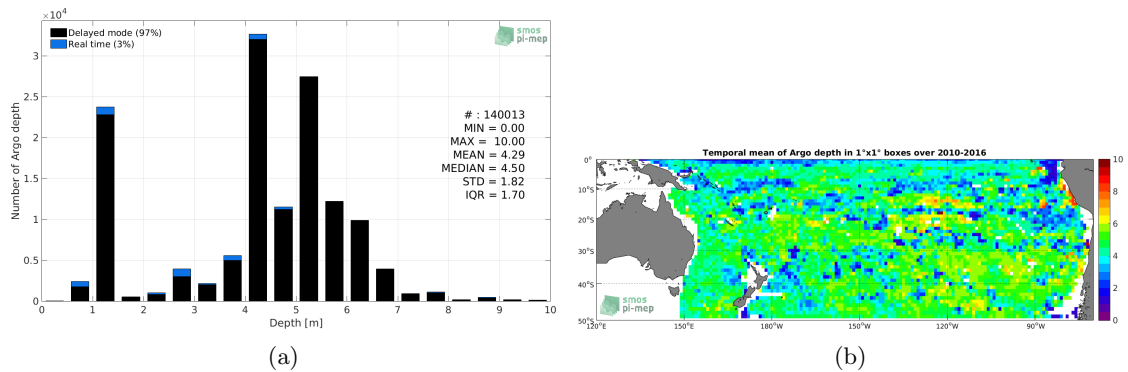 ×10⁴
Delayed mode (97%)
Real time (3%)
smos
pi-mep
3
2.5
2
1.5
1
0.5
0
Number of Argo depth
# : 140013
MIN = 0.00
MAX = 10.00
MEAN = 4.29
MEDIAN = 4.50
STD = 1.82
IQR = 1.70
0 1 2 3 4 5 6 7 8 9 10
Depth [m]
(a)
Temporal mean of Argo depth in 1°x1° boxes over 2010-2016
0°
10°S
20°S
30°S
40°S
50°S
120°E 150°E 180°W 150°W 120°W 90°W
smos
pi-mep
10
9
8
7
6
5
4
3
2
1
0
(b)